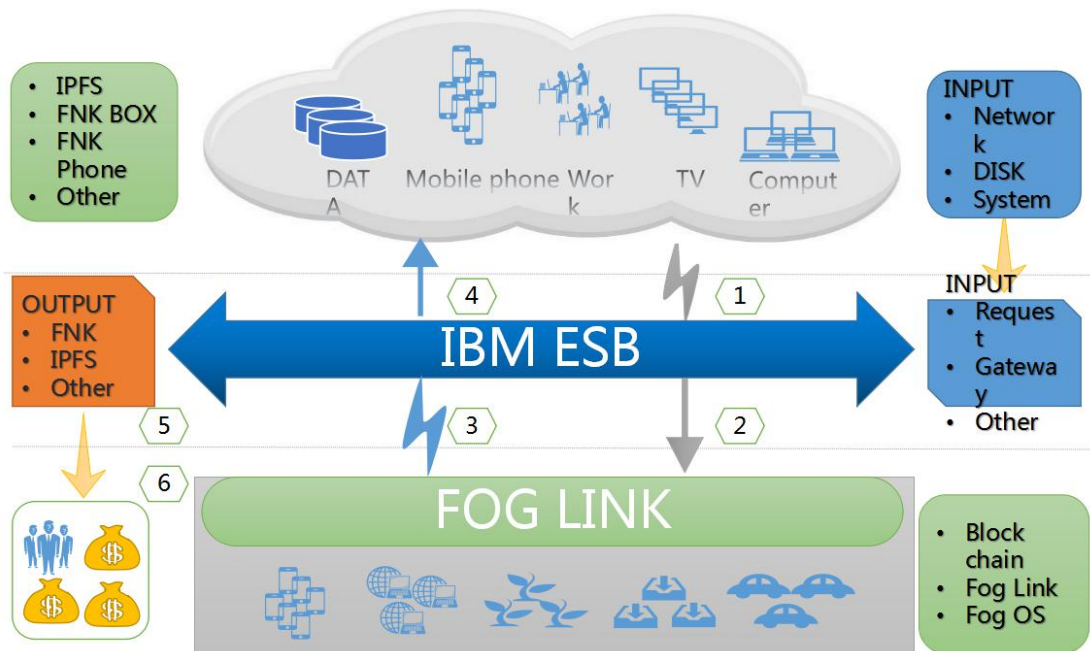 • IPFS
• FNK BOX
• FNK
Phone
• Other
DAT
A
Mobile phone
Wor
k
TV
Comput
er
INPUT
• Networ
k
• DISK
• System
4
1
OUTPUT
• FNK
• IPFS
• Other
IBM ESB
INPUT
• Reques
t
• Gatewa
y
• Other
5
3
2
6
FOG LINK
$
$
$
• Block
chain
• Fog Link
• Fog OS